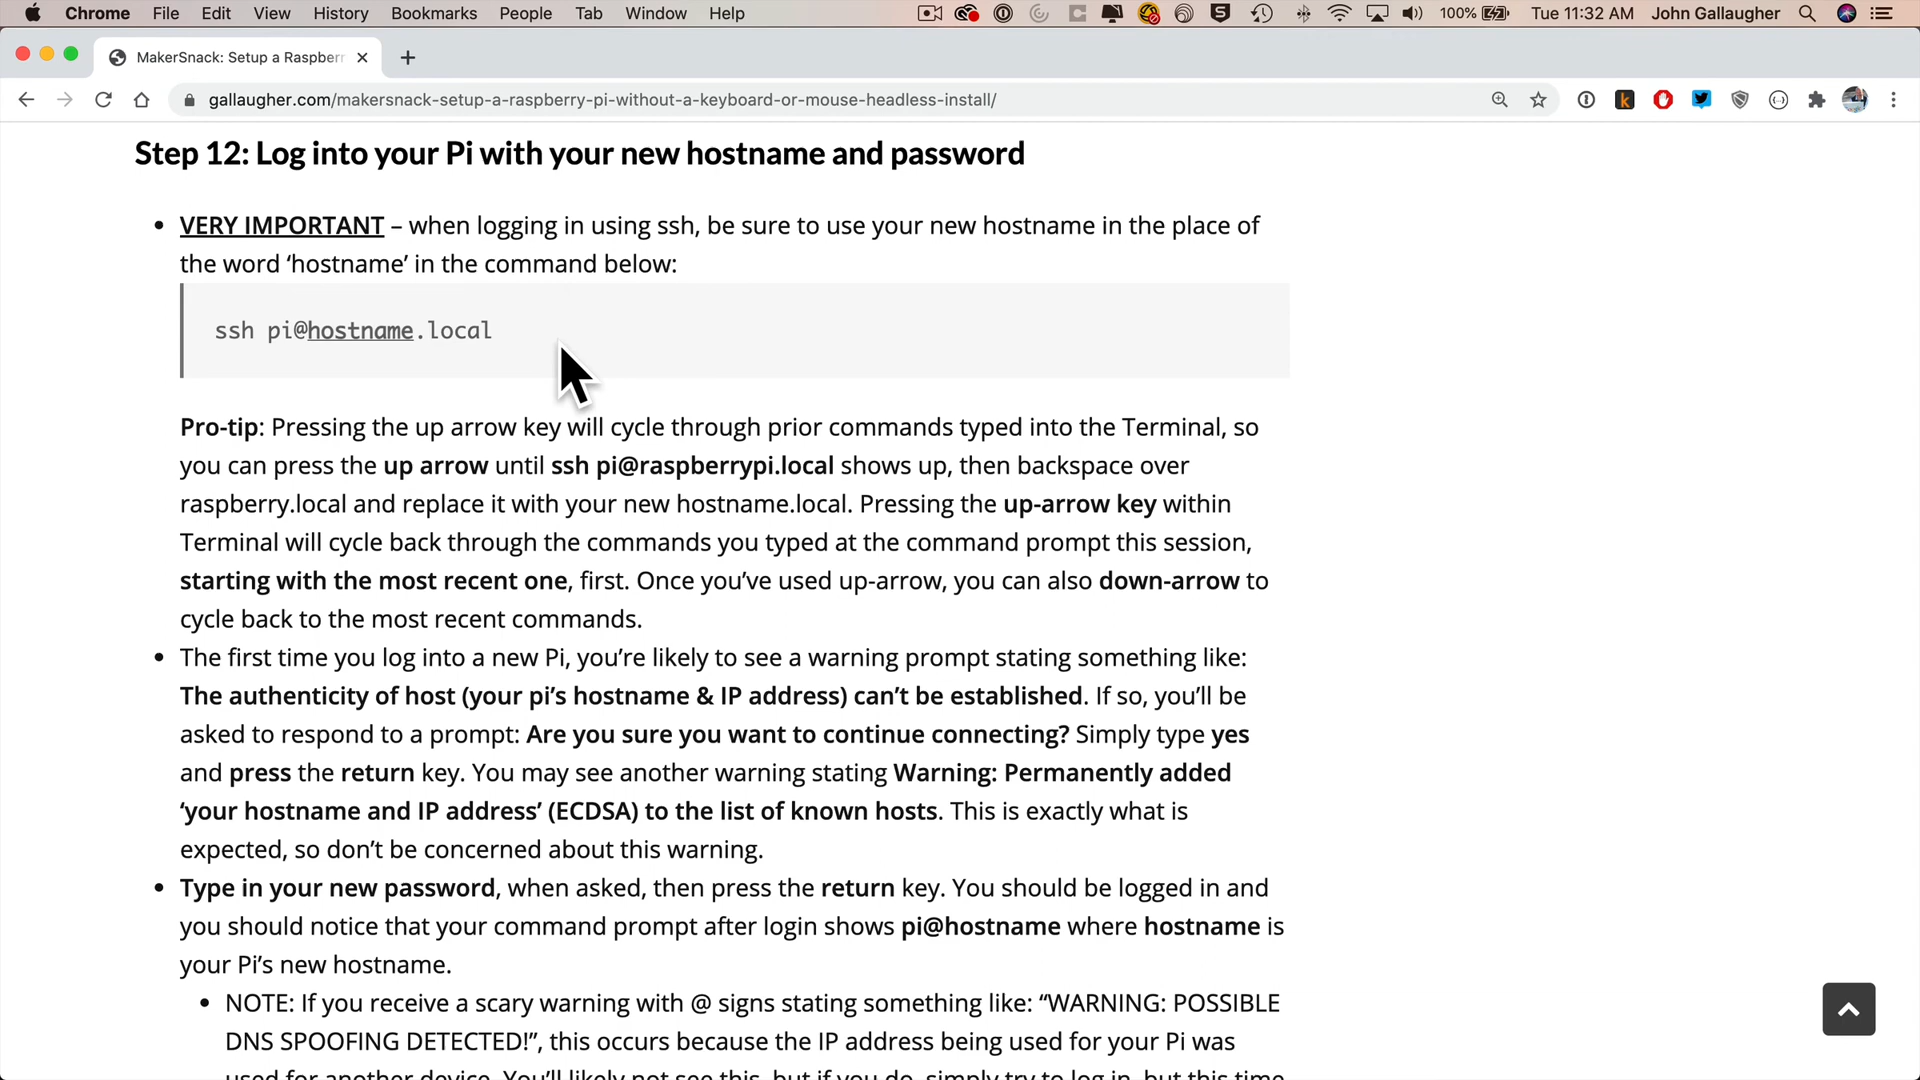 Chrome File Edit View History Bookmarks People Tab Window Help 100% Tue 11:32 AM John Gallaugher
MakerSnack: Setup a Raspberr
gallaugher.com/makersnack-setup-a-raspberry-pi-without-a-keyboard-or-mouse-headless-install/
Step 12: Log into your Pi with your new hostname and password
• VERY IMPORTANT – when logging in using ssh, be sure to use your new hostname in the place of
the word ‘hostname’ in the command below:
ssh pi@hostname.local
Pro-tip: Pressing the up arrow key will cycle through prior commands typed into the Terminal, so
you can press the up arrow until ssh pi@raspberrypi.local shows up, then backspace over
raspberry.local and replace it with your new hostname.local. Pressing the up-arrow key within
Terminal will cycle back through the commands you typed at the command prompt this session,
starting with the most recent one, first. Once you’ve used up-arrow, you can also down-arrow to
cycle back to the most recent commands.
• The first time you log into a new Pi, you’re likely to see a warning prompt stating something like:
The authenticity of host (your pi’s hostname & IP address) can’t be established. If so, you’ll be
asked to respond to a prompt: Are you sure you want to continue connecting? Simply type yes
and press the return key. You may see another warning stating Warning: Permanently added
‘your hostname and IP address’ (ECDSA) to the list of known hosts. This is exactly what is
expected, so don’t be concerned about this warning.
• Type in your new password, when asked, then press the return key. You should be logged in and
you should notice that your command prompt after login shows pi@hostname where hostname is
your Pi’s new hostname.
• NOTE: If you receive a scary warning with @ signs stating something like: “WARNING: POSSIBLE
DNS SPOOFING DETECTED!”, this occurs because the IP address being used for your Pi was
used for another device. You’ll likely not see this, but if you do, simply try to log in, but this time